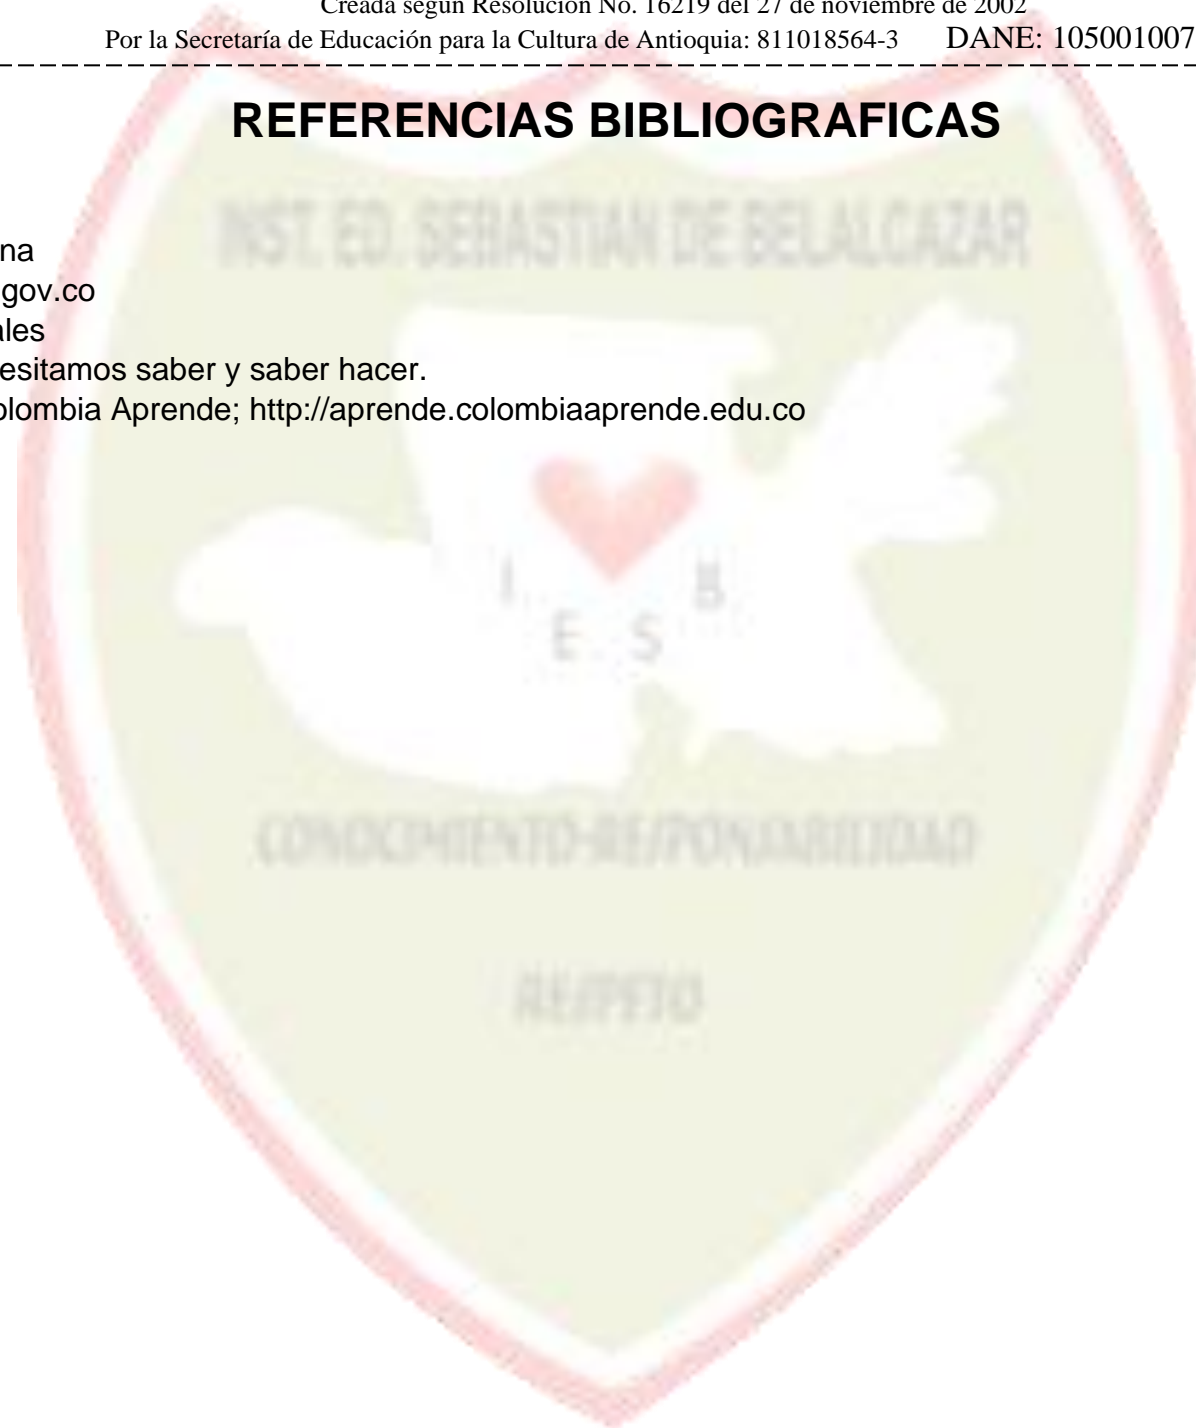 Creada según Resolución No. 16219 del 27 de noviembre de 2002
Por la Secretaría de Educación para la Cultura de Antioquia: 811018564-3 DANE: 105001007
REFERENCIAS BIBLIOGRAFICAS
INST. ED. SEBASTIAN DE BELALCAZAR
na
gov.co
ales
esitamos saber y saber hacer.
olombia Aprende; http://aprende.colombiaaprende.edu.co
I B
E S
CONOCIMIENTO-RESPONSABILIDAD
RESPETO